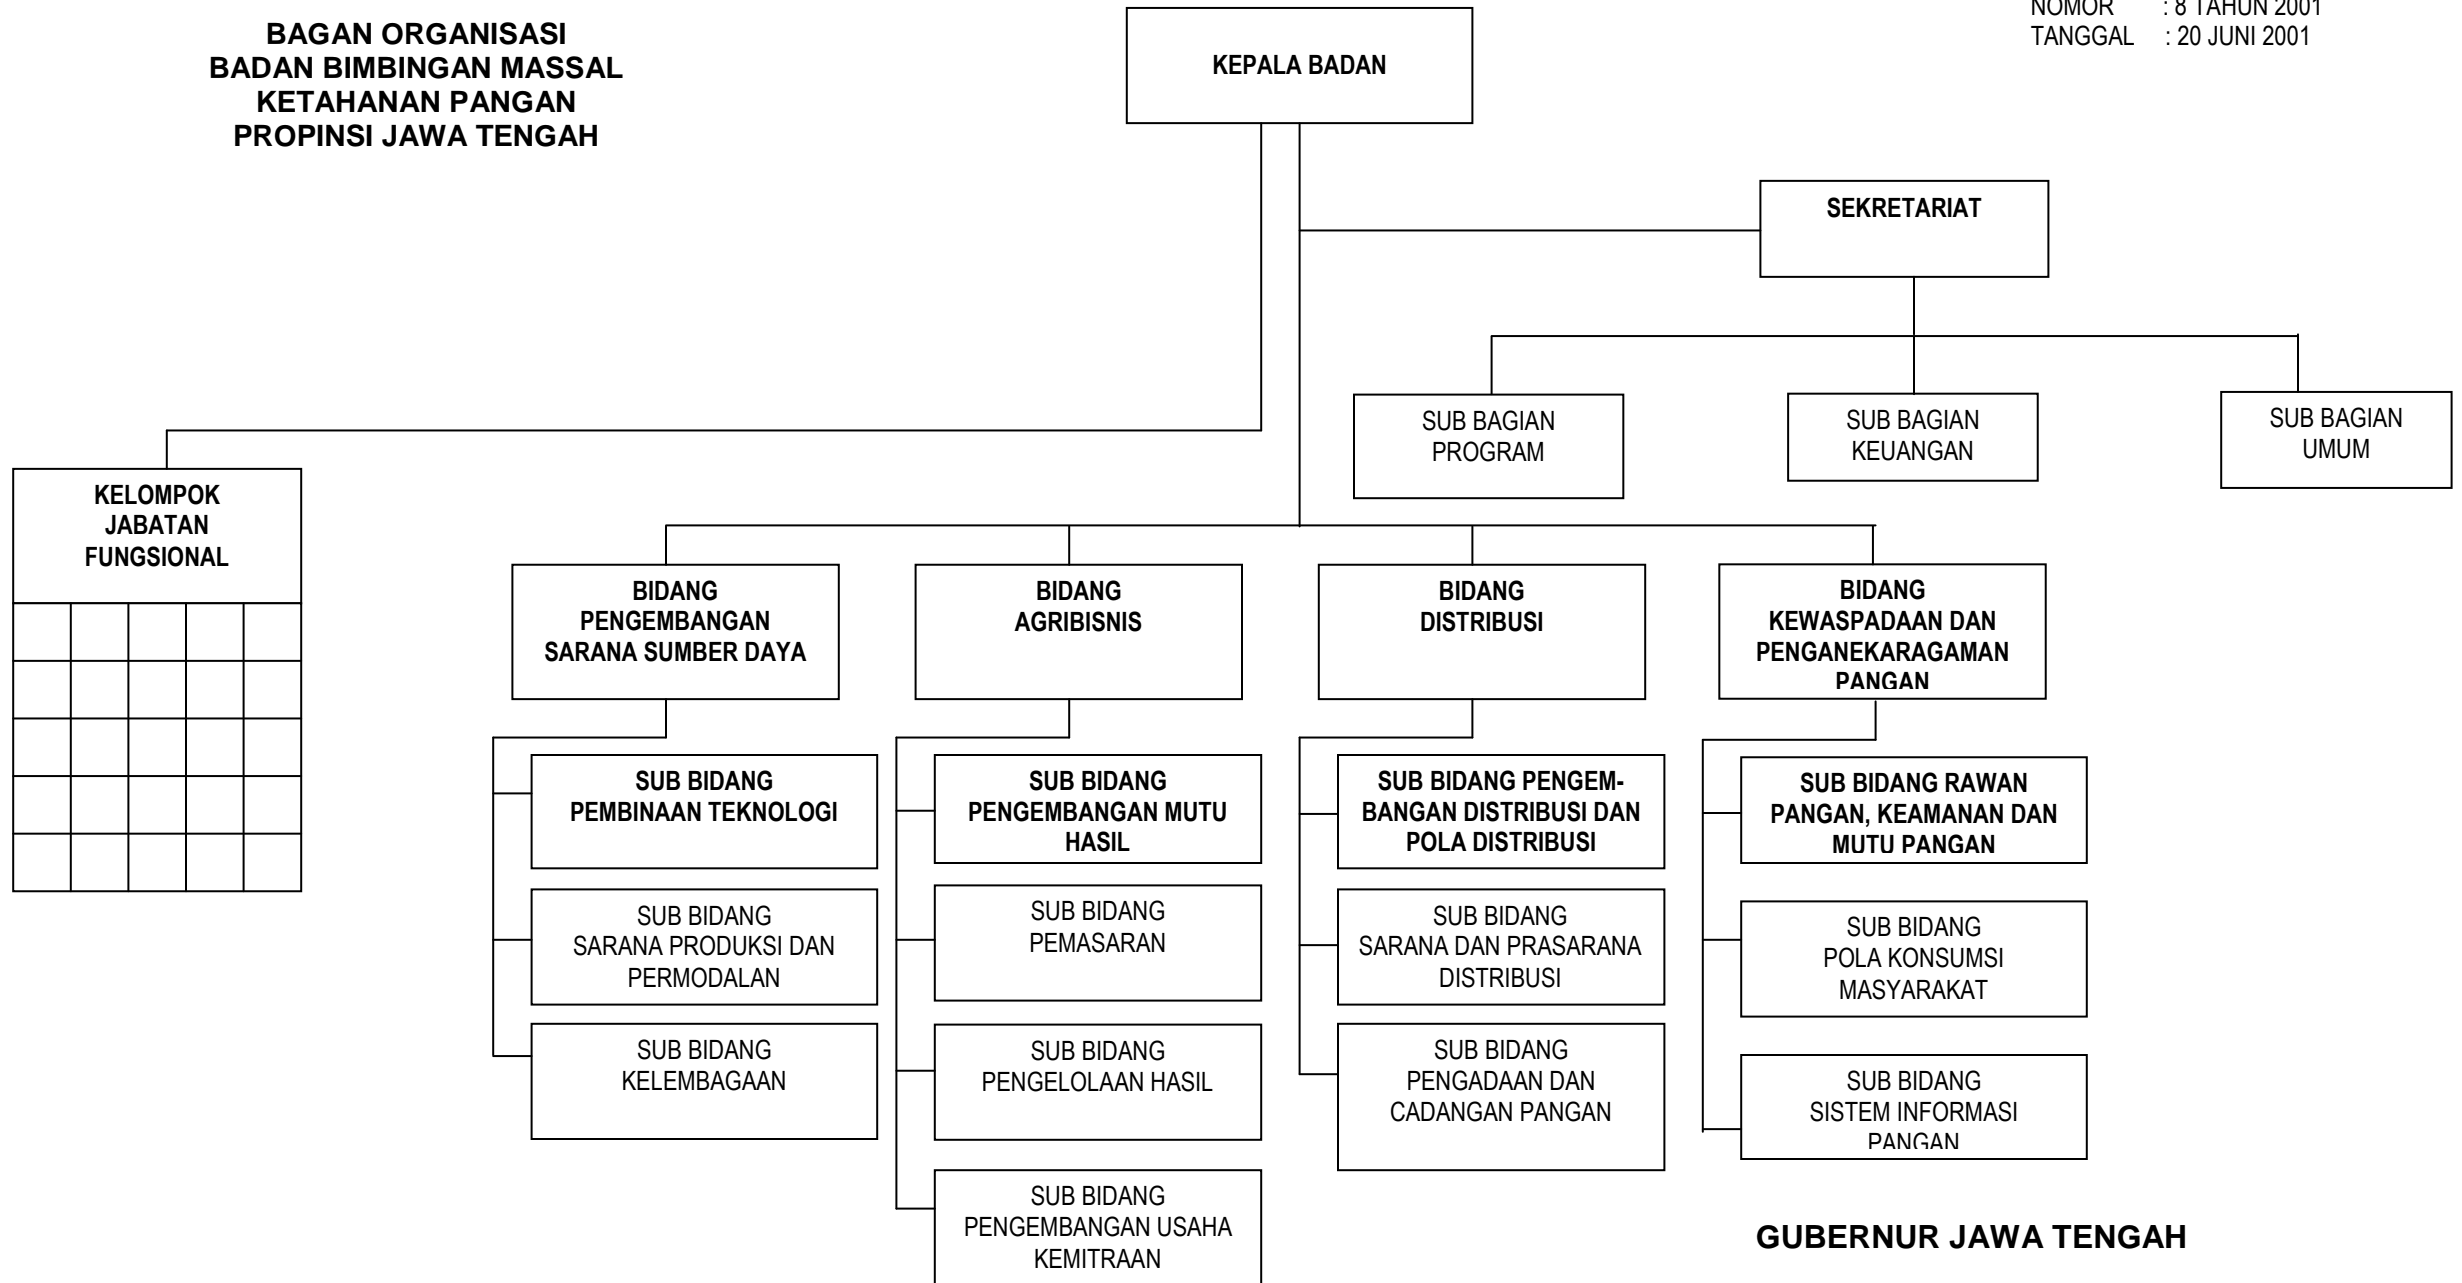 BAGAN ORGANISASI
BADAN BIMBINGAN MASSAL
KETAHANAN PANGAN
PROPINSI JAWA TENGAH
NOMOR : 8 TAHUN 2001
TANGGAL : 20 JUNI 2001
KEPALA BADAN
SEKRETARIAT
SUB BAGIAN
PROGRAM
SUB BAGIAN
KEUANGAN
SUB BAGIAN
UMUM
KELOMPOK
JABATAN
FUNGSIONAL
BIDANG
PENGEMBANGAN
SARANA SUMBER DAYA
BIDANG
AGRIBISNIS
BIDANG
DISTRIBUSI
BIDANG
KEWASPADAAN DAN
PENGANEKARAGAMAN
PANGAN
SUB BIDANG
PEMBINAAN TEKNOLOGI
SUB BIDANG
SARANA PRODUKSI DAN
PERMODALAN
SUB BIDANG
KELEMBAGAAN
SUB BIDANG
PENGEMBANGAN MUTU
HASIL
SUB BIDANG
PEMASARAN
SUB BIDANG
PENGELOLAAN HASIL
SUB BIDANG
PENGEMBANGAN USAHA
KEMITRAAN
SUB BIDANG PENGEM-
BANGAN DISTRIBUSI DAN
POLA DISTRIBUSI
SUB BIDANG
SARANA DAN PRASARANA
DISTRIBUSI
SUB BIDANG
PENGADAAN DAN
CADANGAN PANGAN
SUB BIDANG RAWAN
PANGAN, KEAMANAN DAN
MUTU PANGAN
SUB BIDANG
POLA KONSUMSI
MASYARAKAT
SUB BIDANG
SISTEM INFORMASI
PANGAN
GUBERNUR JAWA TENGAH